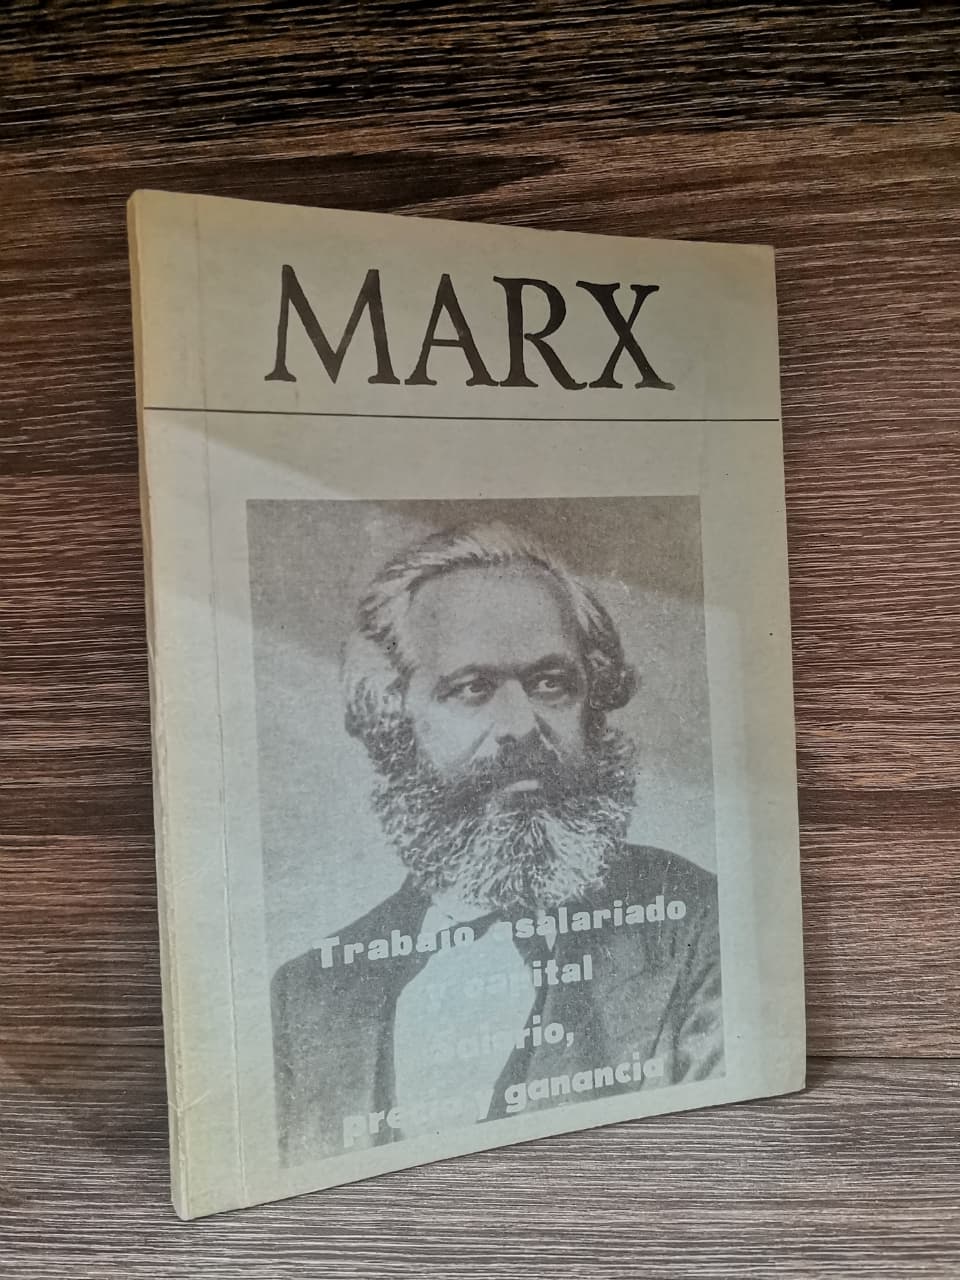 MARX
Trabajo asalariado
y capital
salario,
precio y ganancia